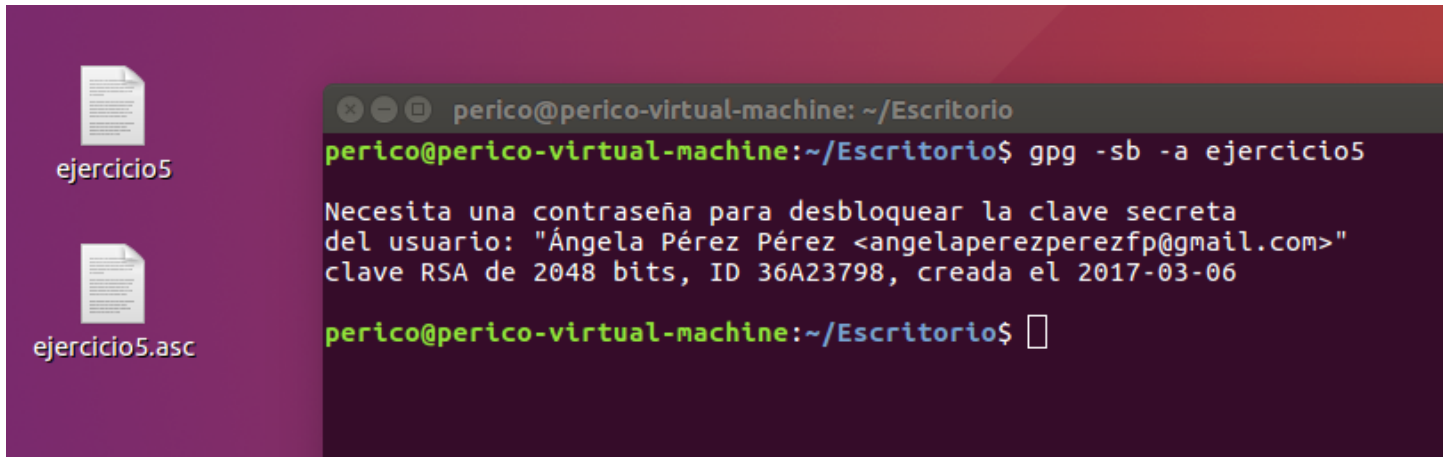 ejercicio5
ejercicio5.asc
perico@perico-virtual-machine: ~/Escritorio
perico@perico-virtual-machine:~/Escritorio$ gpg -sb -a ejercicio5
Necesita una contraseña para desbloquear la clave secreta
del usuario: "Ángela Pérez Pérez <angelaperezperezfp@gmail.com>"
clave RSA de 2048 bits, ID 36A23798, creada el 2017-03-06
perico@perico-virtual-machine:~/Escritorio$